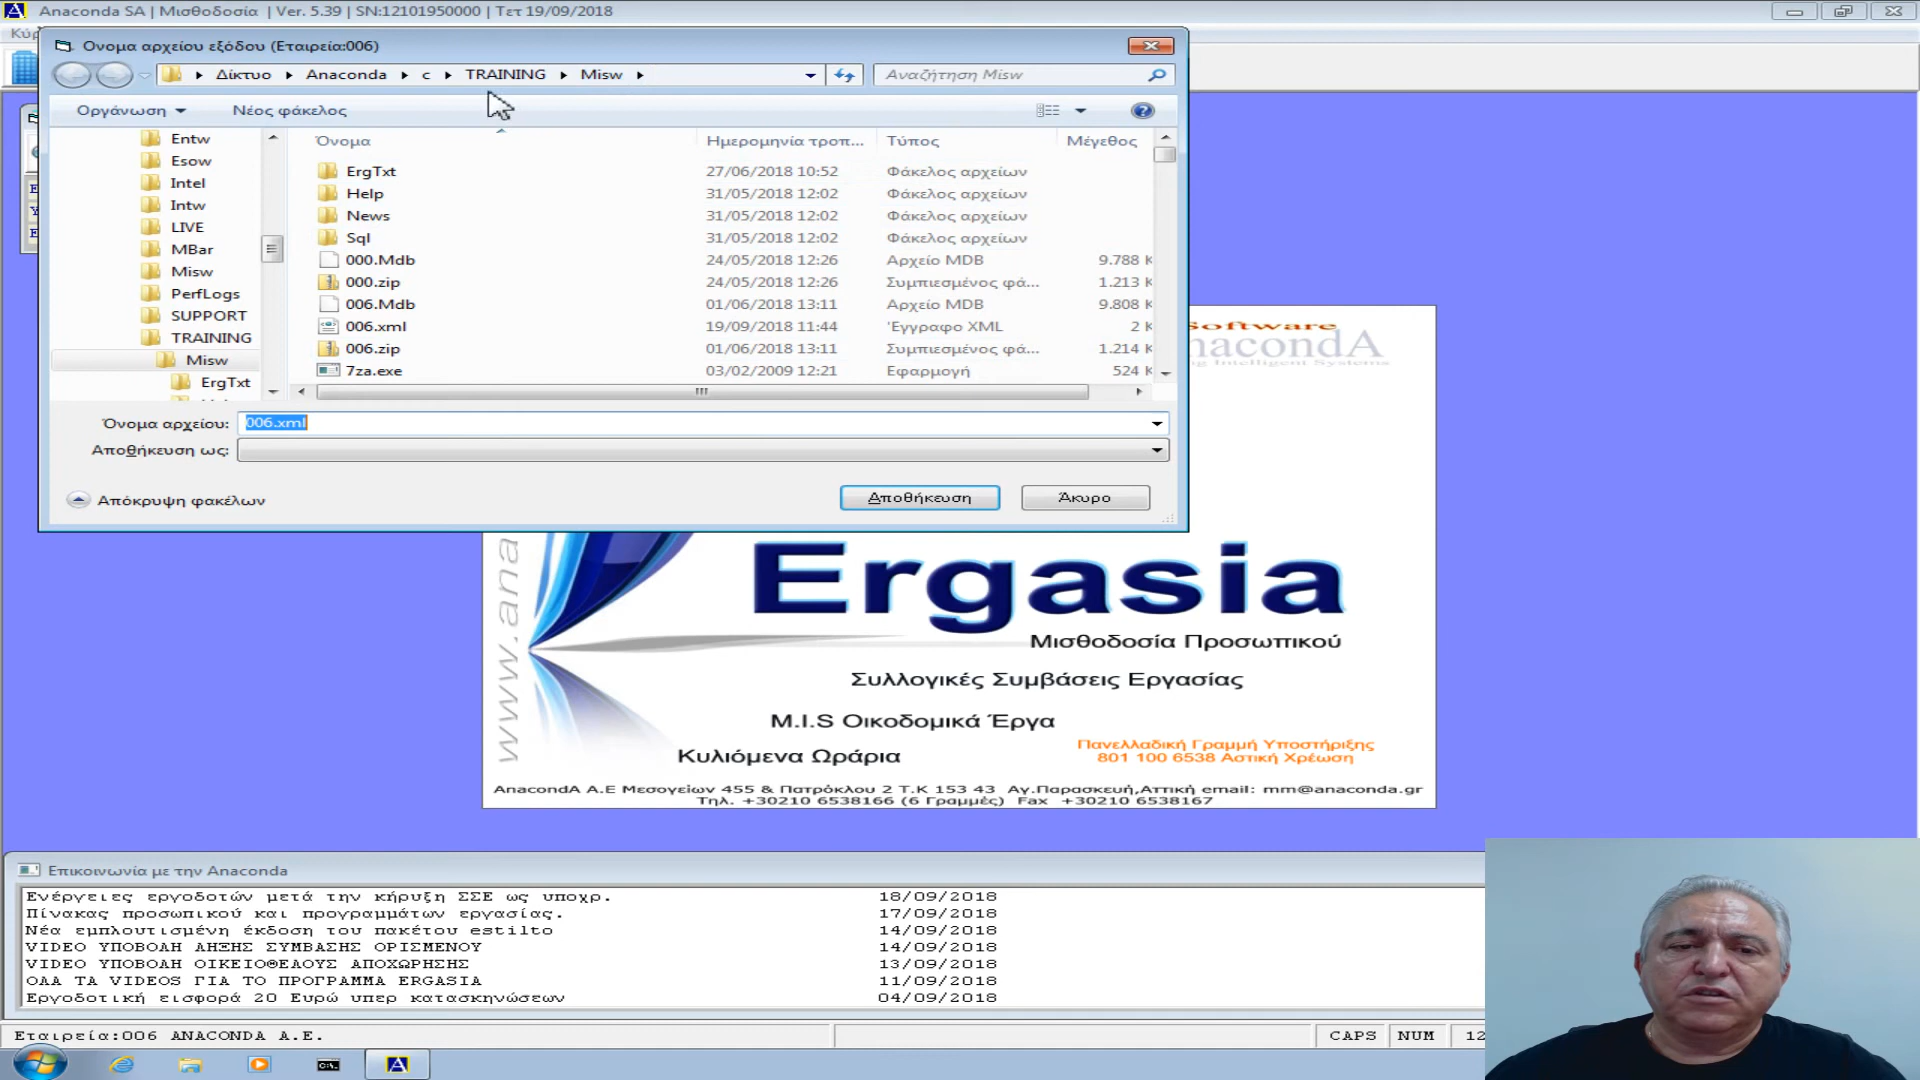 Anaconda SA | Μισθοδοσία | Ver. 5.39 | SN:12101950000 | Τετ 19/09/2018
Κύρ
Ονομα αρχείου εξόδου (Εταιρεία:006)
Δίκτυο Anaconda c TRAINING Misw
Αναζήτηση Misw
Οργάνωση Νέος φάκελος
Όνομα Ημερομηνία τροπ... Τύπος Μέγεθος
Entw
Esow
Intel
Intw
LIVE
MBar
Misw
PerfLogs
SUPPORT
TRAINING
Misw
ErgTxt
ErgTxt 27/06/2018 10:52 Φάκελος αρχείων
Help 31/05/2018 12:02 Φάκελος αρχείων
News 31/05/2018 12:02 Φάκελος αρχείων
Sql 31/05/2018 12:02 Φάκελος αρχείων
000.Mdb 24/05/2018 12:26 Αρχείο MDB 9.788 K
000.zip 24/05/2018 12:26 Συμπιεσμένος φά... 1.213 K
006.Mdb 01/06/2018 13:11 Αρχείο MDB 9.808 K
006.xml 19/09/2018 11:44 Έγγραφο XML 2 K
006.zip 01/06/2018 13:11 Συμπιεσμένος φά... 1.214 K
7za.exe 03/02/2009 12:21 Εφαρμογή 524 K
Όνομα αρχείου: 006.xml
Αποθήκευση ως:
Απόκρυψη φακέλων
Αποθήκευση Άκυρο
Software
nacondA
ing Intelligent Systems
www.ana
Ergasia
Μισθοδοσία Προσωπικού
Συλλογικές Συμβάσεις Εργασίας
M.I.S Οικοδομικά Έργα
Κυλιόμενα Ωράρια
Πανελλαδική Γραμμή Υποστήριξης
801 100 6538 Αστική Χρέωση
AnacondA Α.Ε Μεσογείων 455 & Πατρόκλου 2 Τ.Κ 153 43 Αγ.Παρασκευή,Αττική email: mm@anaconda.gr
Τηλ. +30210 6538166 (6 Γραμμές) Fax +30210 6538167
Επικοινωνία με την Anaconda
Ενέργειες εργοδοτών μετά την κήρυξη ΣΣΕ ως υποχρ. 18/09/2018
Πίνακας προσωπικού και προγραμμάτων εργασίας. 17/09/2018
Νέα εμπλουτισμένη έκδοση του πακέτου estilto 14/09/2018
VIDEO ΥΠΟΒΟΛΗ ΛΗΞΗΣ ΣΥΜΒΑΣΗΣ ΟΡΙΣΜΕΝΟΥ 14/09/2018
VIDEO ΥΠΟΒΟΛΗ ΟΙΚΕΙΟΘΕΛΟΥΣ ΑΠΟΧΩΡΗΣΗΣ 13/09/2018
ΟΛΑ ΤΑ VIDEOS ΓΙΑ ΤΟ ΠΡΟΓΡΑΜΜΑ ERGASIA 11/09/2018
Εργοδοτική εισφορά 20 Ευρώ υπερ κατασκηνώσεων 04/09/2018
Εταιρεία:006 ANACONDA A.E.
CAPS NUM 12